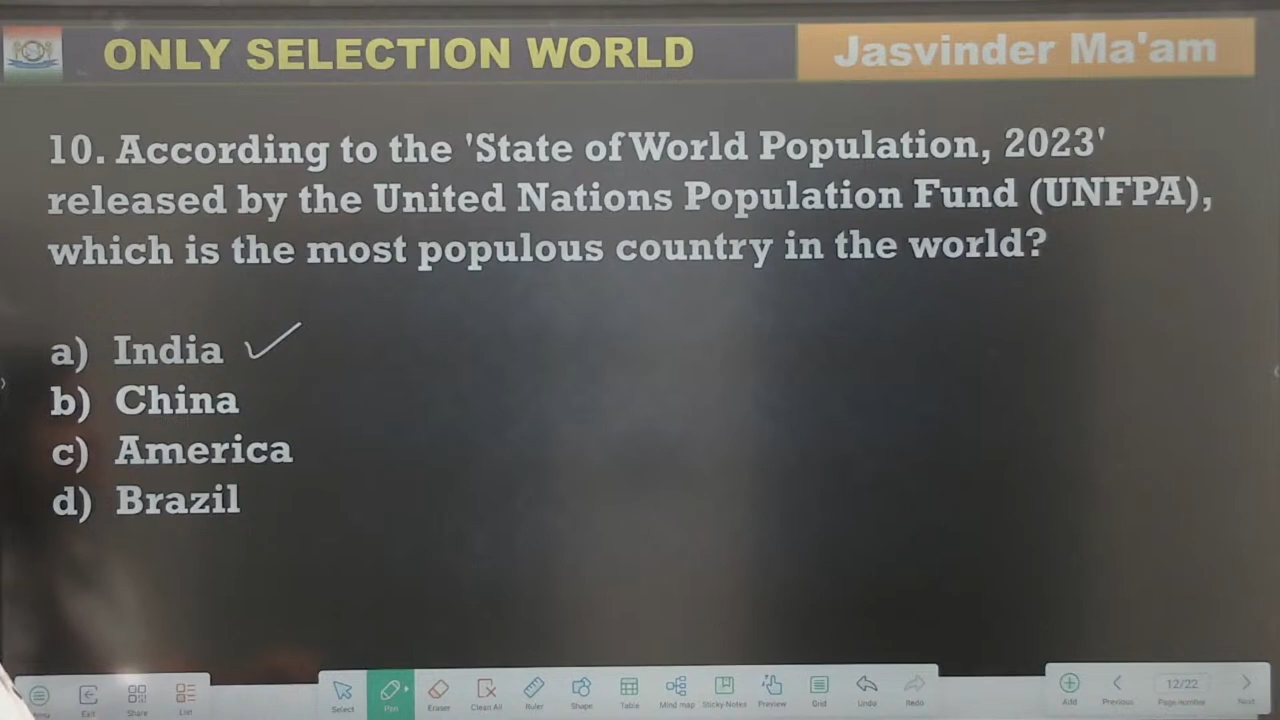 ONLY SELECTION WORLD
Jasvinder Ma'am
10. According to the 'State of World Population, 2023'
released by the United Nations Population Fund (UNFPA),
which is the most populous country in the world?
a) India
b) China
c) America
d) Brazil
Exit Share List Select Pen Eraser Clean All Ruler Shape Table Mind map Sticky-Notes Preview Grid Undo Redo Add Previous 12/22 Page number Next